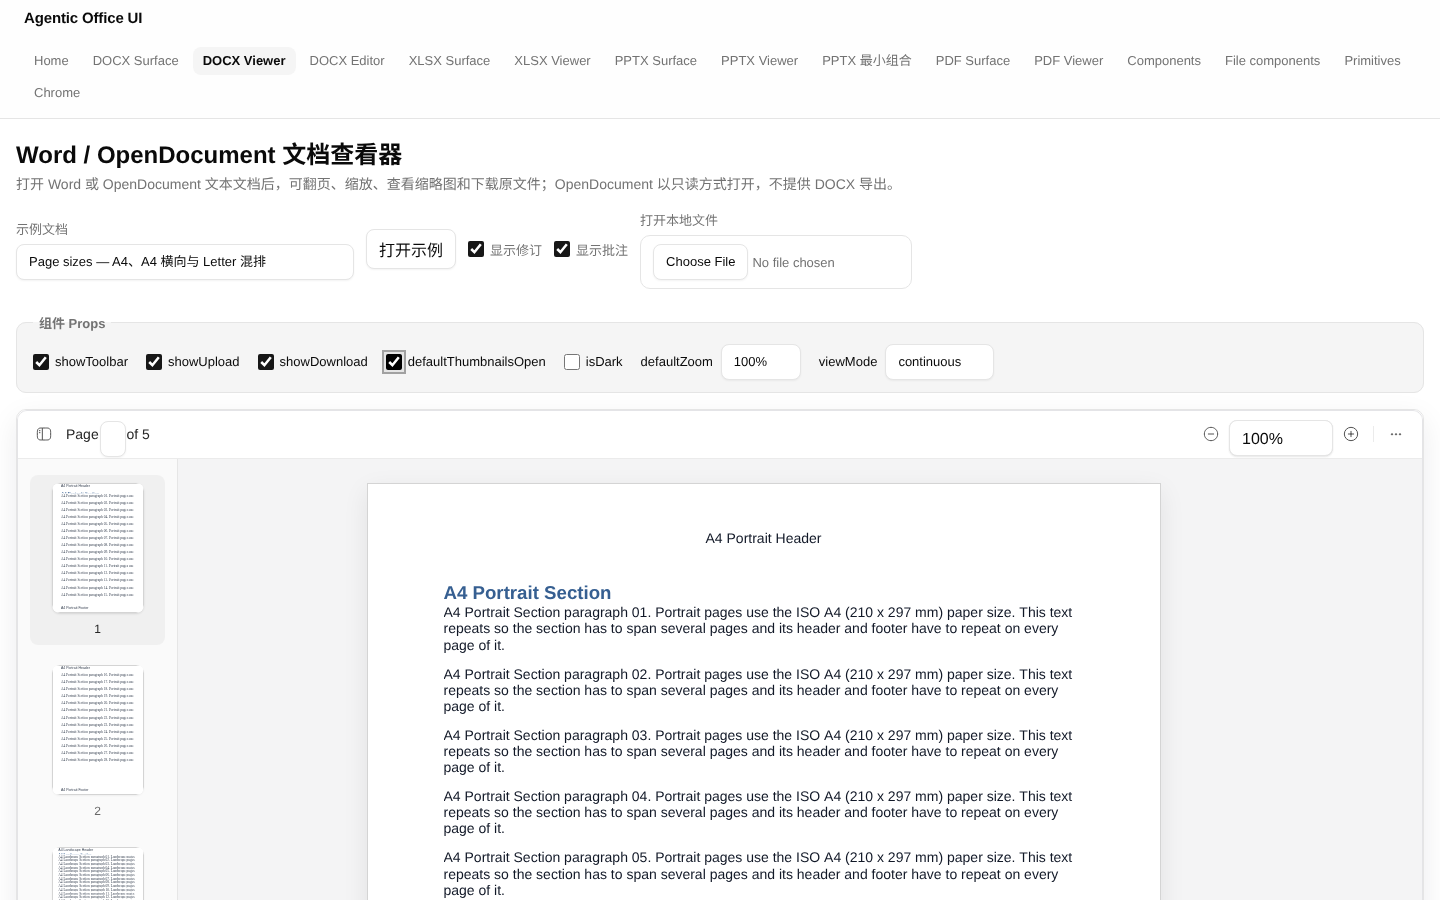 Agentic Office UI
Home DOCX Surface DOCX Viewer DOCX Editor XLSX Surface XLSX Viewer PPTX Surface PPTX Viewer PPTX 最小组合 PDF Surface PDF Viewer Components File components Primitives
Chrome
Word / OpenDocument 文档查看器
打开 Word 或 OpenDocument 文本文档后，可翻页、缩放、查看缩略图和下载原文件；OpenDocument 以只读方式打开，不提供 DOCX 导出。
示例文档
Page sizes — A4、A4 横向与 Letter 混排
打开示例
显示修订
显示批注
打开本地文件
Choose File No file chosen
组件 Props
showToolbar showUpload showDownload defaultThumbnailsOpen isDark defaultZoom 100% viewMode continuous
Page of 5
100%
1
2
A4 Portrait Header
A4 Portrait Section
A4 Portrait Section paragraph 01. Portrait pages use the ISO A4 (210 x 297 mm) paper size. This text
repeats so the section has to span several pages and its header and footer have to repeat on every
page of it.
A4 Portrait Section paragraph 02. Portrait pages use the ISO A4 (210 x 297 mm) paper size. This text
repeats so the section has to span several pages and its header and footer have to repeat on every
page of it.
A4 Portrait Section paragraph 03. Portrait pages use the ISO A4 (210 x 297 mm) paper size. This text
repeats so the section has to span several pages and its header and footer have to repeat on every
page of it.
A4 Portrait Section paragraph 04. Portrait pages use the ISO A4 (210 x 297 mm) paper size. This text
repeats so the section has to span several pages and its header and footer have to repeat on every
page of it.
A4 Portrait Section paragraph 05. Portrait pages use the ISO A4 (210 x 297 mm) paper size. This text
repeats so the section has to span several pages and its header and footer have to repeat on every
page of it.